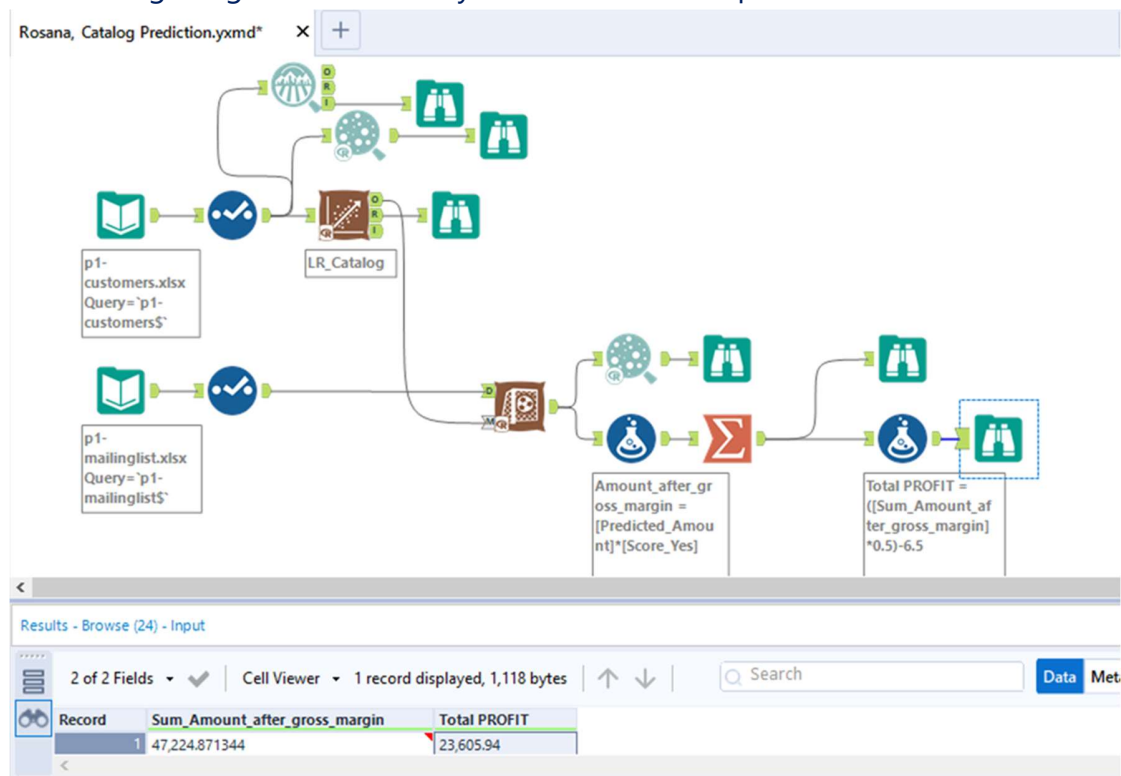 Rosana, Catalog Prediction.yxmd*
O
R
I
O
R
I
LR_Catalog
p1-
customers.xlsx
Query=`p1-
customers$`
D
M
p1-
mailinglist.xlsx
Query=`p1-
mailinglist$`
Amount_after_gr
oss_margin =
[Predicted_Amou
nt]*[Score_Yes]
Total PROFIT =
([Sum_Amount_af
ter_gross_margin]
*0.5)-6.5
Results - Browse (24) - Input
2 of 2 Fields Cell Viewer 1 record displayed, 1,118 bytes Search Data Meta
Record Sum_Amount_after_gross_margin Total PROFIT
1 47,224.871344 23,605.94